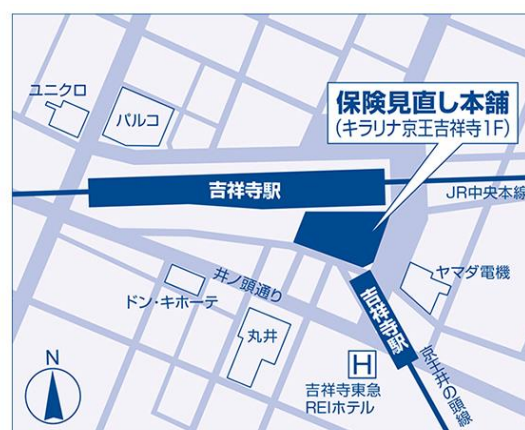 ユニクロ
パルコ
保険見直し本舗
(キラリナ京王吉祥寺1F)
吉祥寺駅
JR中央本線
ヤマダ電機
ドン・キホーテ
井ノ頭通り
丸井
吉祥寺駅
京王井の頭線
H
吉祥寺東急
REIホテル
N